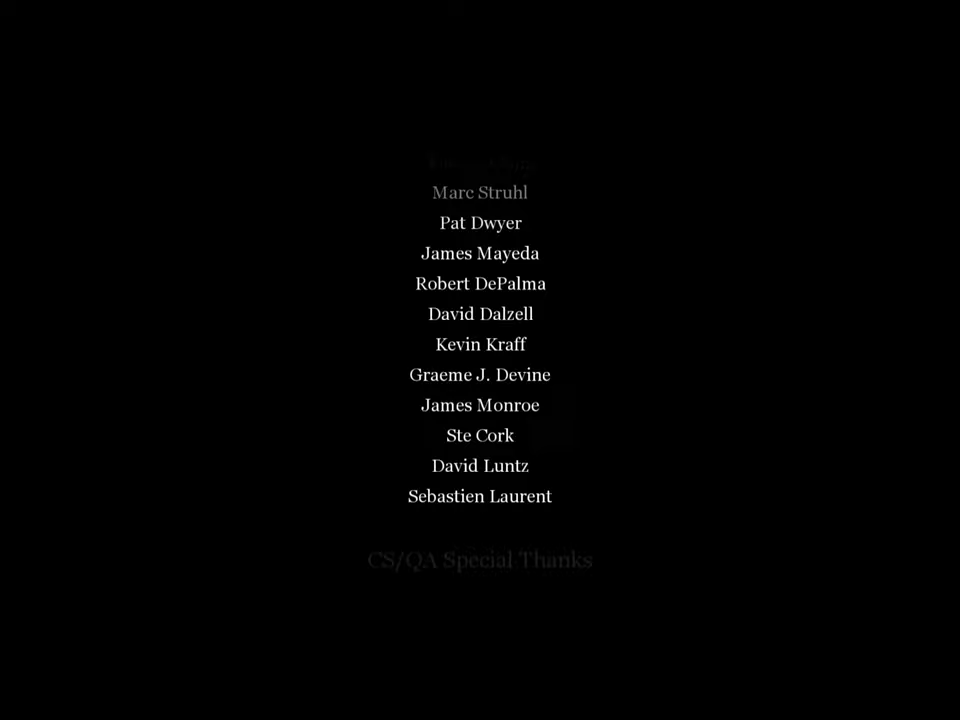 Marc Struhl
Pat Dwyer
James Mayeda
Robert DePalma
David Dalzell
Kevin Kraff
Graeme J. Devine
James Monroe
Ste Cork
David Luntz
Sebastien Laurent
CS/QA Special Thanks